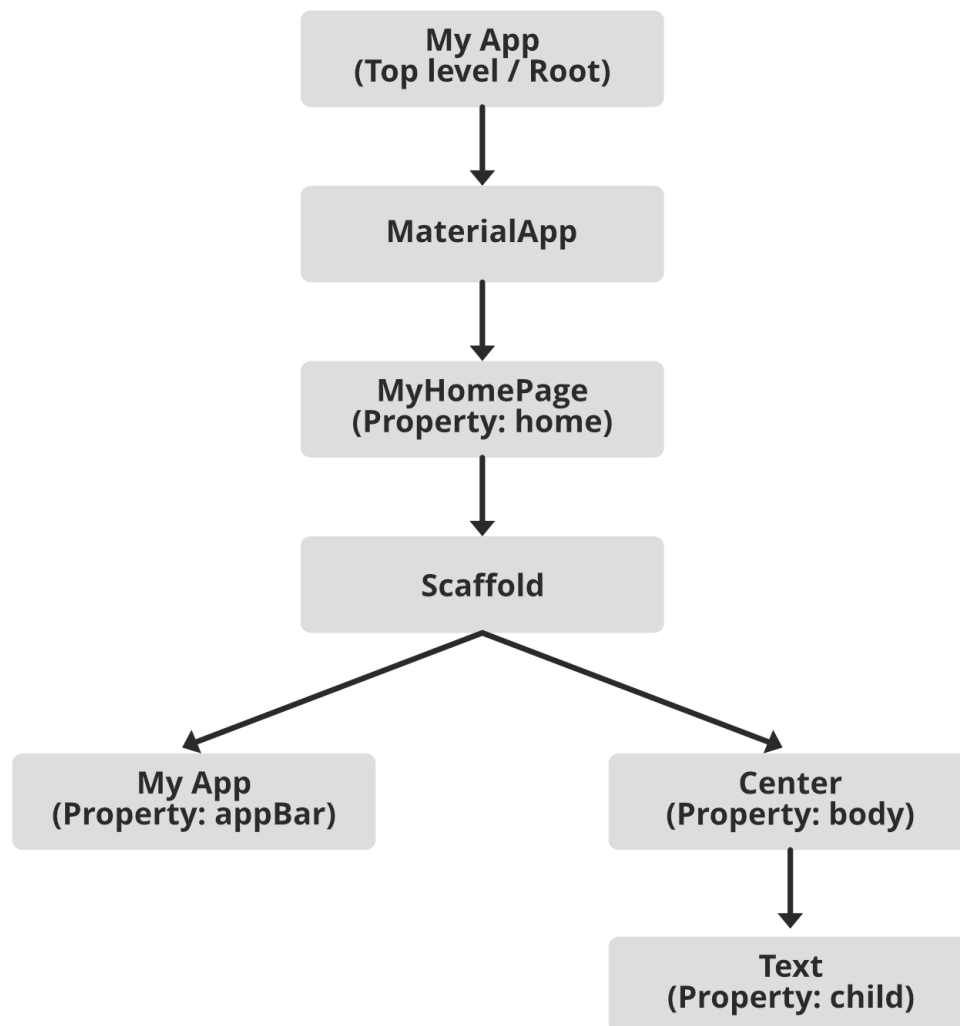 My App
(Top level / Root)
MaterialApp
MyHomePage
(Property: home)
Scaffold
My App
(Property: appBar)
Center
(Property: body)
Text
(Property: child)